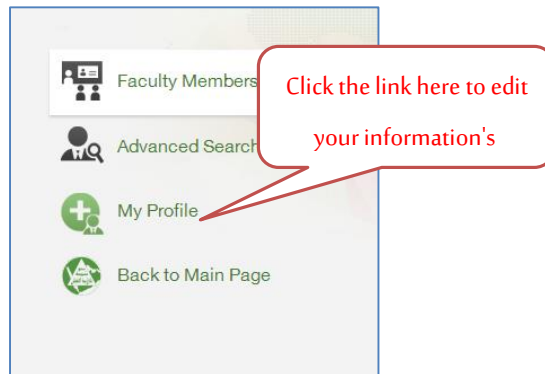 Faculty Members
Click the link here to edit
your information's
Advanced Search
My Profile
Back to Main Page